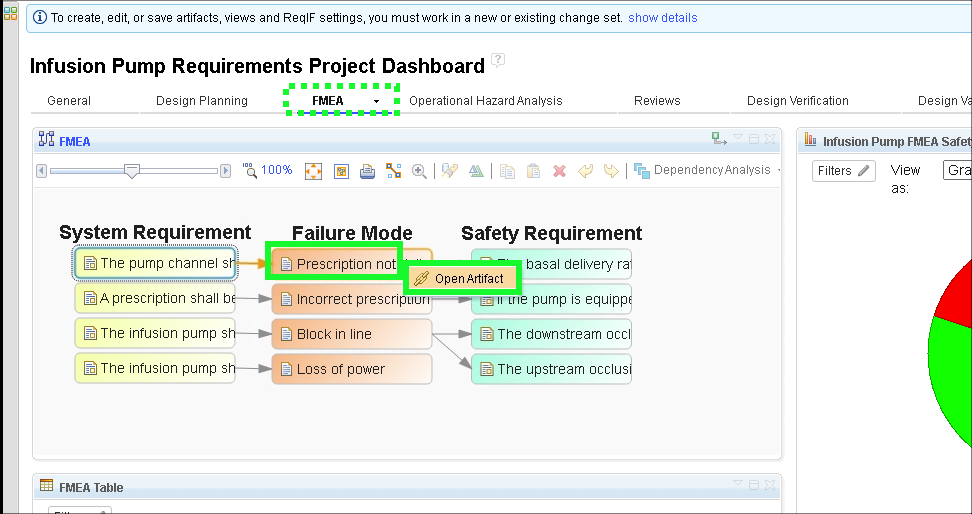 To create, edit, or save artifacts, views and ReqIF settings, you must work in a new or existing change set. show details
Infusion Pump Requirements Project Dashboard ?
General Design Planning FMEA Operational Hazard Analysis Reviews Design Verification Design Va
FMEA
100% Dependency Analysis
System Requirement Failure Mode Safety Requirement
The pump channel sh Prescription not basal delivery rat
Open Artifact
A prescription shall be Incorrect prescription If the pump is equippe
The infusion pump sh Block in line The downstream occl
The infusion pump sh Loss of power The upstream occlusi
FMEA Table
Filters
Infusion Pump FMEA Safet
Filters View as: Gra